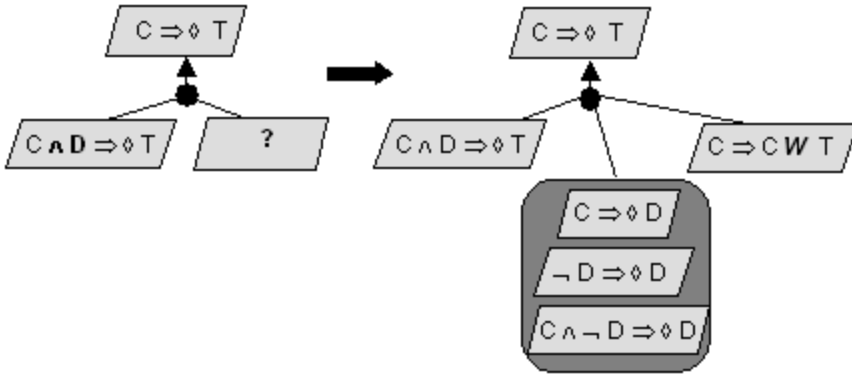 C ⇒ ◊ T
C ∧ D ⇒ ◊ T
?
C ⇒ ◊ T
C ∧ D ⇒ ◊ T
C ⇒ C W T
C ⇒ ◊ D
¬ D ⇒ ◊ D
C ∧ ¬ D ⇒ ◊ D